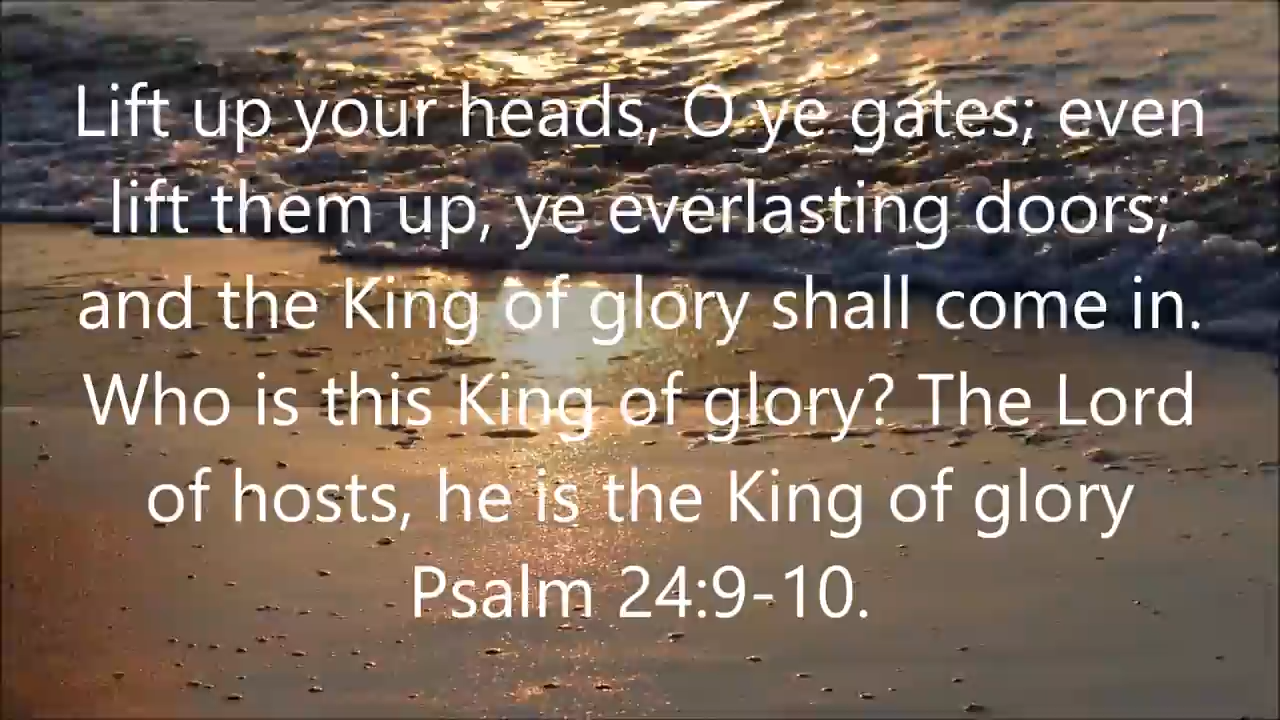 Lift up your heads, O ye gates; even
lift them up, ye everlasting doors;
and the King of glory shall come in.
Who is this King of glory? The Lord
of hosts, he is the King of glory
Psalm 24:9-10.